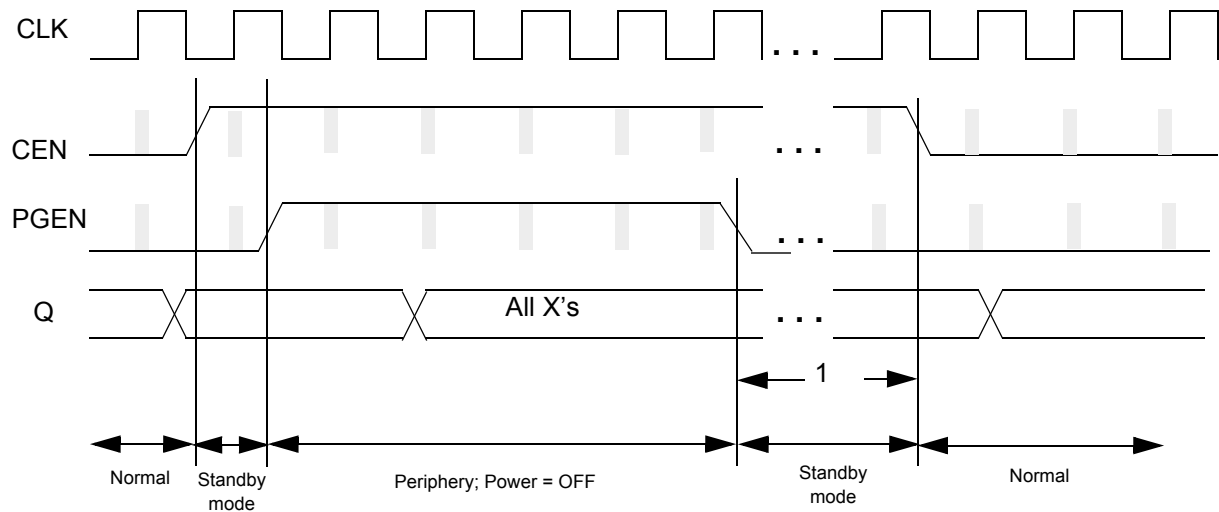 CLK
. . .
CEN
. . .
PGEN
. . .
Q
All X's
. . .
1
Normal
Standby
mode
Periphery; Power = OFF
Standby
mode
Normal